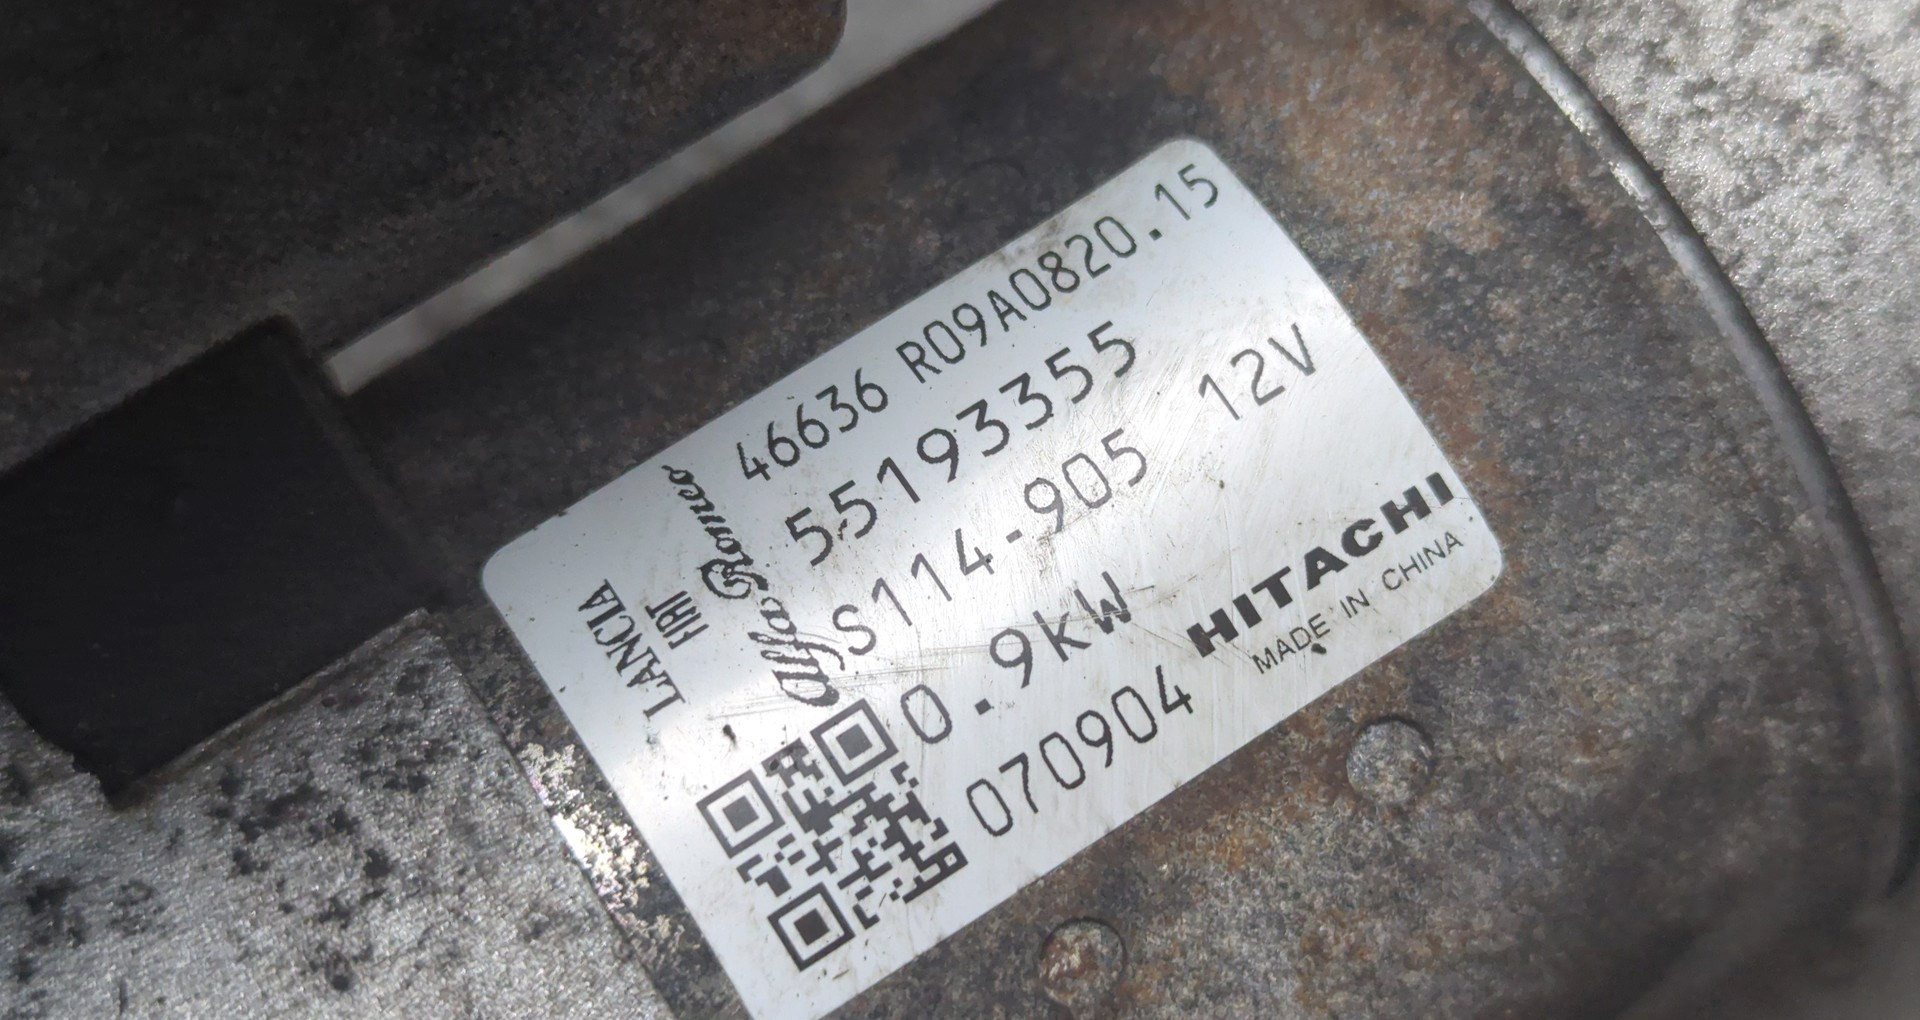 46636 R09A0820.15
55193355
S114-905 12V
0.9kW
070904
HITACHI
MADE IN CHINA
LANCIA
FIAT
Alfa Romeo